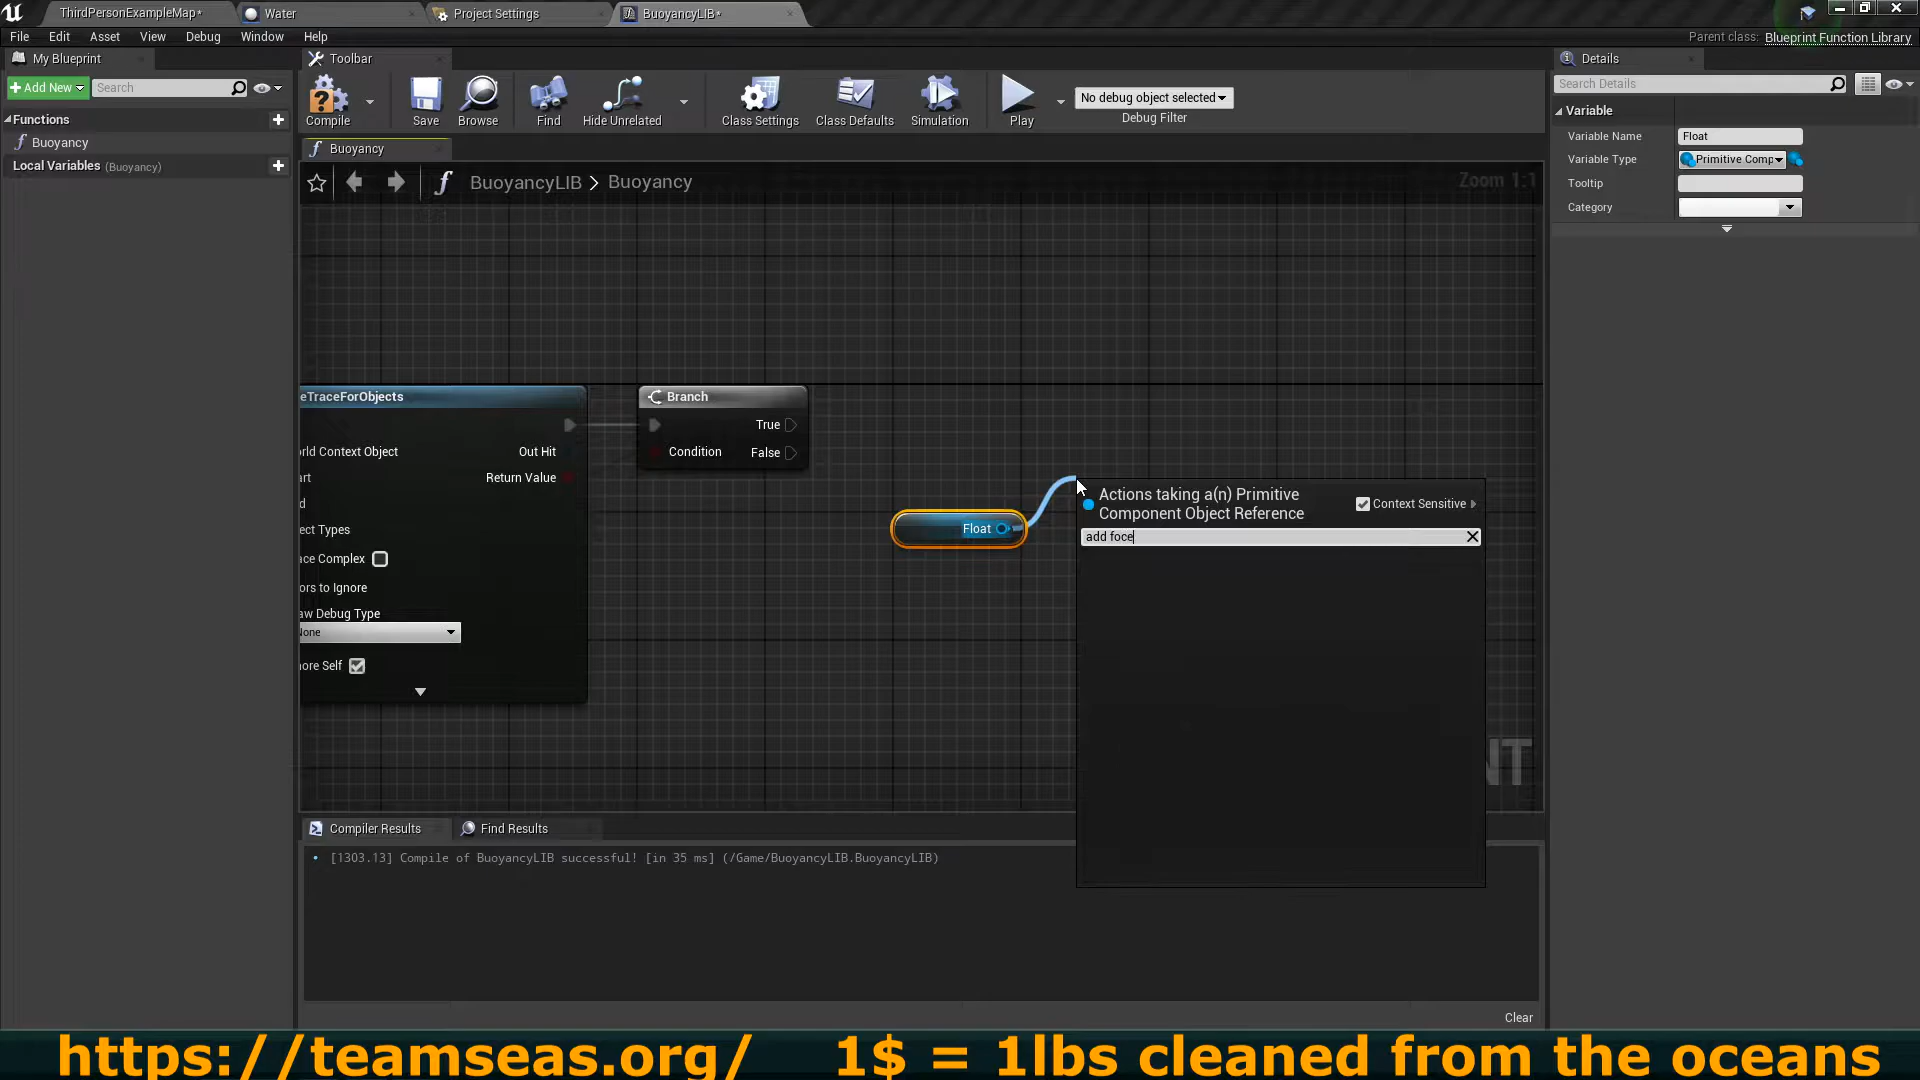 ThirdPersonExampleMap*
Water
Project Settings
BuoyancyLIB*
File Edit Asset View Debug Window Help
Parent class: Blueprint Function Library
My Blueprint
Toolbar
Details
Add New
Search
Search Details
Compile
Save
Browse
Find
Hide Unrelated
Class Settings
Class Defaults
Simulation
Play
No debug object selected
Debug Filter
Functions
Buoyancy
Local Variables (Buoyancy)
Variable
Variable Name Float
Variable Type Primitive Comp
Tooltip
Category
Buoyancy
BuoyancyLIB > Buoyancy
Zoom 1:1
eTraceForObjects
rld Context Object
Out Hit
art
Return Value
d
ect Types
ace Complex
ors to Ignore
aw Debug Type
None
ore Self
Branch
True
Condition
False
Float
Actions taking a(n) Primitive
Component Object Reference
Context Sensitive
add foce
NT
Compiler Results
Find Results
[1303.13] Compile of BuoyancyLIB successful! [in 35 ms] (/Game/BuoyancyLIB.BuoyancyLIB)
Clear
https://teamseas.org/ 1$ = 1lbs cleaned from the oceans